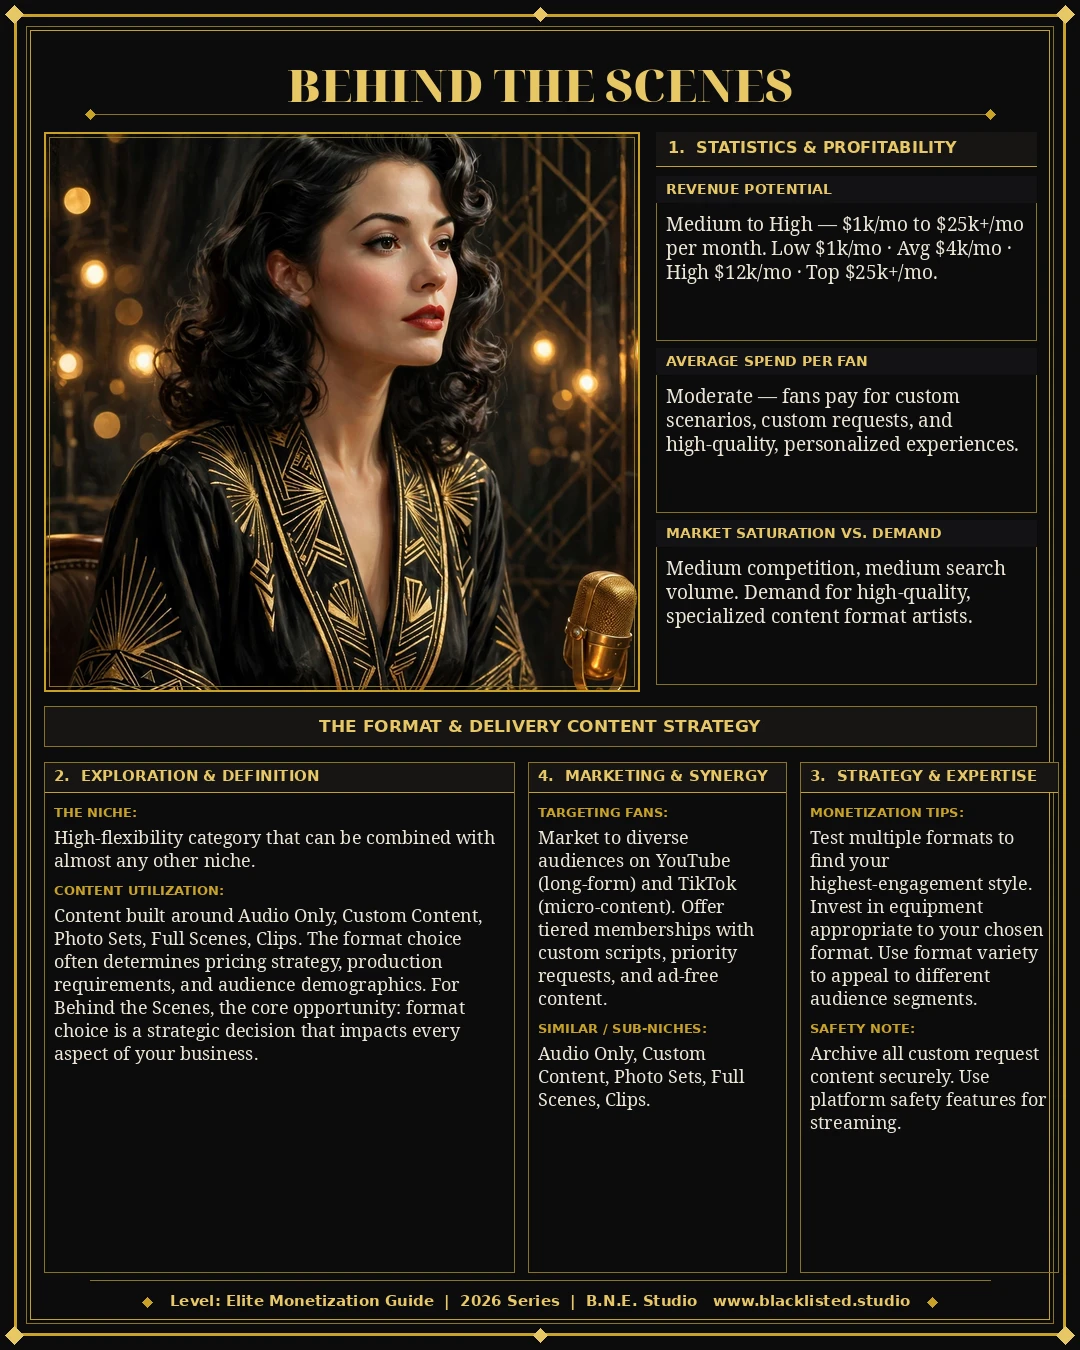 BEHIND THE SCENES
1. STATISTICS & PROFITABILITY
REVENUE POTENTIAL
Medium to High — $1k/mo to $25k+/mo
per month. Low $1k/mo · Avg $4k/mo ·
High $12k/mo · Top $25k+/mo.
AVERAGE SPEND PER FAN
Moderate — fans pay for custom
scenarios, custom requests, and
high-quality, personalized experiences.
MARKET SATURATION VS. DEMAND
Medium competition, medium search
volume. Demand for high-quality,
specialized content format artists.
THE FORMAT & DELIVERY CONTENT STRATEGY
2. EXPLORATION & DEFINITION
THE NICHE:
High-flexibility category that can be combined with
almost any other niche.
CONTENT UTILIZATION:
Content built around Audio Only, Custom Content,
Photo Sets, Full Scenes, Clips. The format choice
often determines pricing strategy, production
requirements, and audience demographics. For
Behind the Scenes, the core opportunity: format
choice is a strategic decision that impacts every
aspect of your business.
4. MARKETING & SYNERGY
TARGETING FANS:
Market to diverse
audiences on YouTube
(long-form) and TikTok
(micro-content). Offer
tiered memberships with
custom scripts, priority
requests, and ad-free
content.
SIMILAR / SUB-NICHES:
Audio Only, Custom
Content, Photo Sets, Full
Scenes, Clips.
3. STRATEGY & EXPERTISE
MONETIZATION TIPS:
Test multiple formats to
find your
highest-engagement style.
Invest in equipment
appropriate to your chosen
format. Use format variety
to appeal to different
audience segments.
SAFETY NOTE:
Archive all custom request
content securely. Use
platform safety features for
streaming.
Level: Elite Monetization Guide | 2026 Series | B.N.E. Studio www.blacklisted.studio